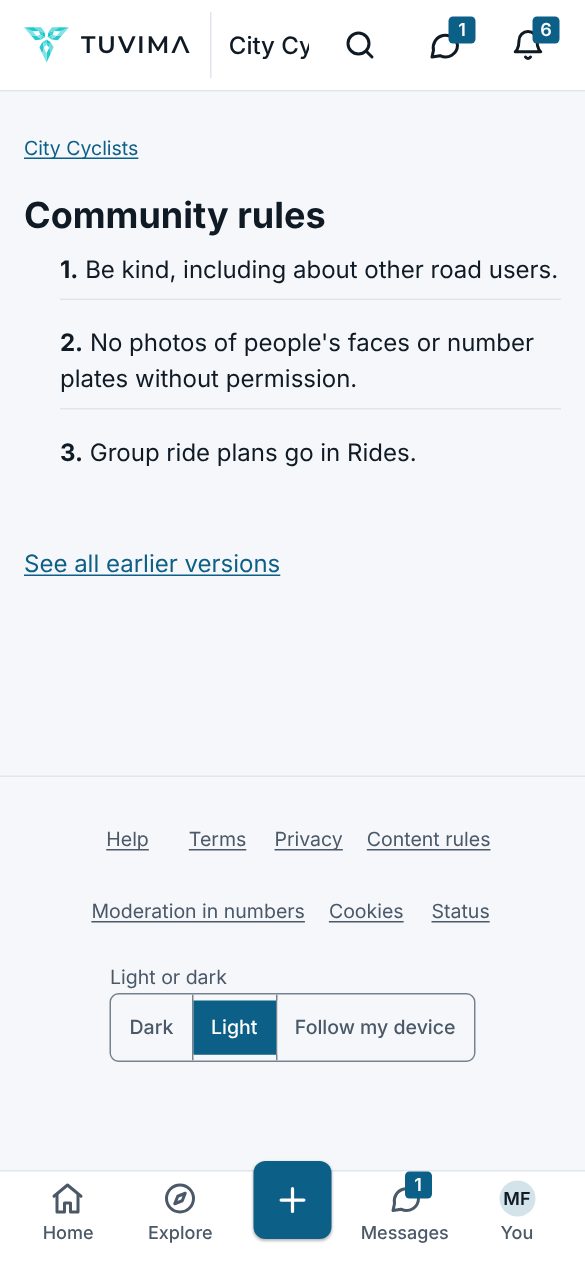 TUVIMA
City Cy
1
6
City Cyclists
Community rules
1. Be kind, including about other road users.
2. No photos of people's faces or number
plates without permission.
3. Group ride plans go in Rides.
See all earlier versions
Help Terms Privacy Content rules
Moderation in numbers Cookies Status
Light or dark
Dark Light Follow my device
1
MF
Home Explore Messages You